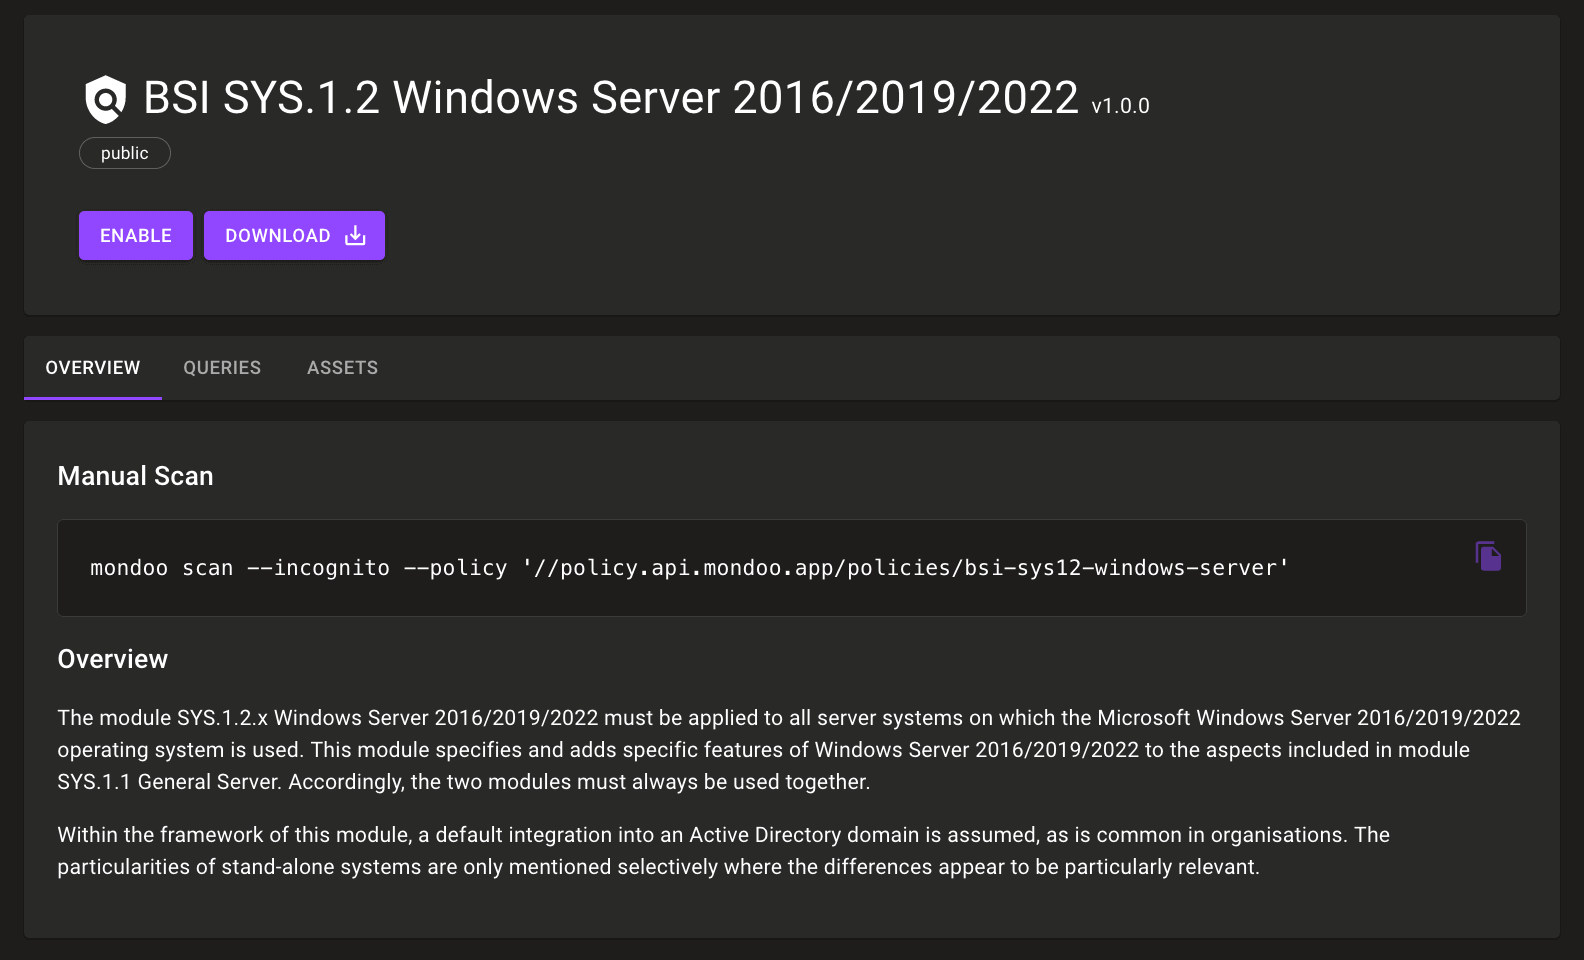 BSI SYS.1.2 Windows Server 2016/2019/2022 v1.0.0
public
ENABLE DOWNLOAD
OVERVIEW QUERIES ASSETS
Manual Scan
mondoo scan --incognito --policy '//policy.api.mondoo.app/policies/bsi-sys12-windows-server'
Overview
The module SYS.1.2.x Windows Server 2016/2019/2022 must be applied to all server systems on which the Microsoft Windows Server 2016/2019/2022
operating system is used. This module specifies and adds specific features of Windows Server 2016/2019/2022 to the aspects included in module
SYS.1.1 General Server. Accordingly, the two modules must always be used together.
Within the framework of this module, a default integration into an Active Directory domain is assumed, as is common in organisations. The
particularities of stand-alone systems are only mentioned selectively where the differences appear to be particularly relevant.